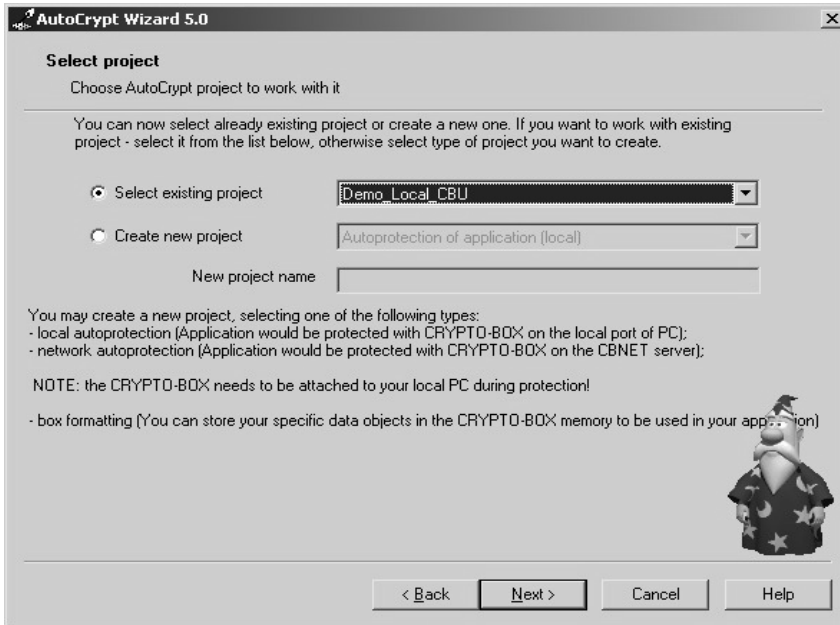 AutoCrypt Wizard 5.0
Select project
Choose AutoCrypt project to work with it
You can now select already existing project or create a new one. If you want to work with existing
project - select it from the list below, otherwise select type of project you want to create.
Select existing project
Demo_Local_CBU
Create new project
Autoprotection of application (local)
New project name
You may create a new project, selecting one of the following types:
- local autoprotection (Application would be protected with CRYPTO-BOX on the local port of PC);
- network autoprotection (Application would be protected with CRYPTO-BOX on the CBNET server);
NOTE: the CRYPTO-BOX needs to be attached to your local PC during protection!
- box formatting (You can store your specific data objects in the CRYPTO-BOX memory to be used in your
< Back
Next >
Cancel
Help